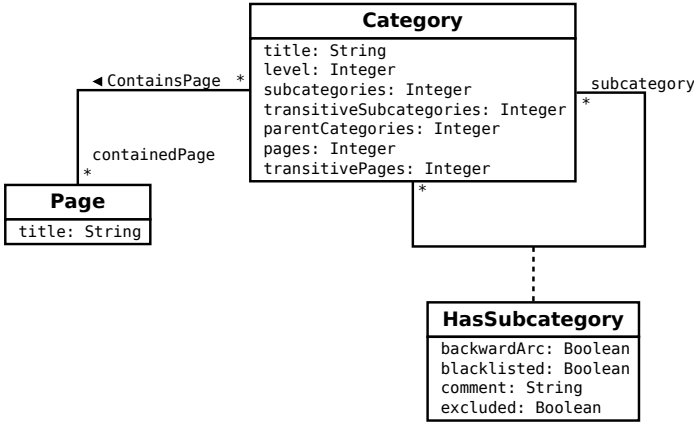 Category
title: String
level: Integer
subcategories: Integer
transitiveSubcategories: Integer
parentCategories: Integer
pages: Integer
transitivePages: Integer
◄ ContainsPage *
subcategory
*
containedPage
*
*
Page
title: String
HasSubcategory
backwardArc: Boolean
blacklisted: Boolean
comment: String
excluded: Boolean